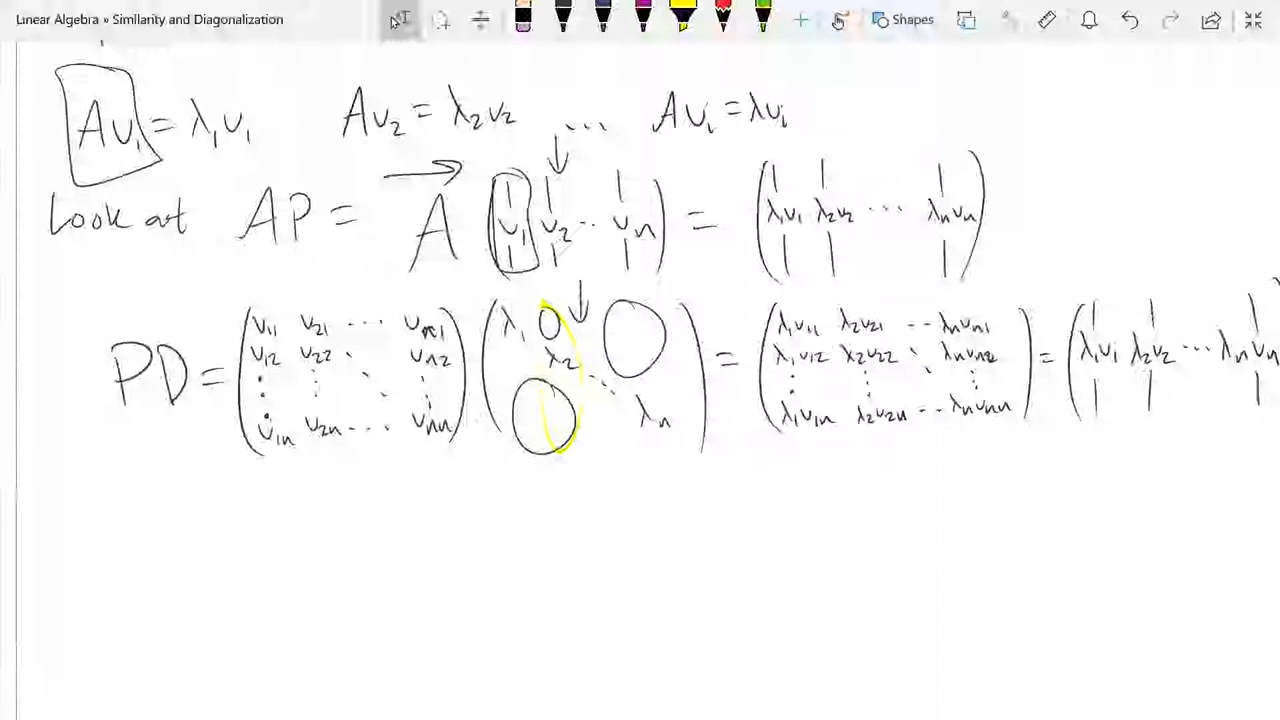 Linear Algebra » Similarity and Diagonalization
Shapes
Av₁ = λ₁v₁ Av₂ = λ₂v₂ ... Avᵢ = λvᵢ
Look at AP = A (v₁ v₂ ... vₙ) = (λ₁v₁ λ₂v₂ ... λₙvₙ)
PD = (v₁₁ v₂₁ ... vₙ₁ (λ₁ 0 = (λ₁v₁₁ λ₂v₂₁ ... λₙvₙ₁ = (λ₁v₁ λ₂v₂ ... λₙvₙ
v₁₂ v₂₂ ⋱ vₙ₂ λ₂ 0 λ₁v₁₂ λ₂v₂₂ ⋱ λₙvₙ₂
⋮ ⋮ ⋱ ⋮ ⋱ ⋮ ⋮ ⋮
v₁ₙ v₂ₙ ... vₙₙ) 0 λₙ) λ₁v₁ₙ λ₂v₂ₙ ... λₙvₙₙ)